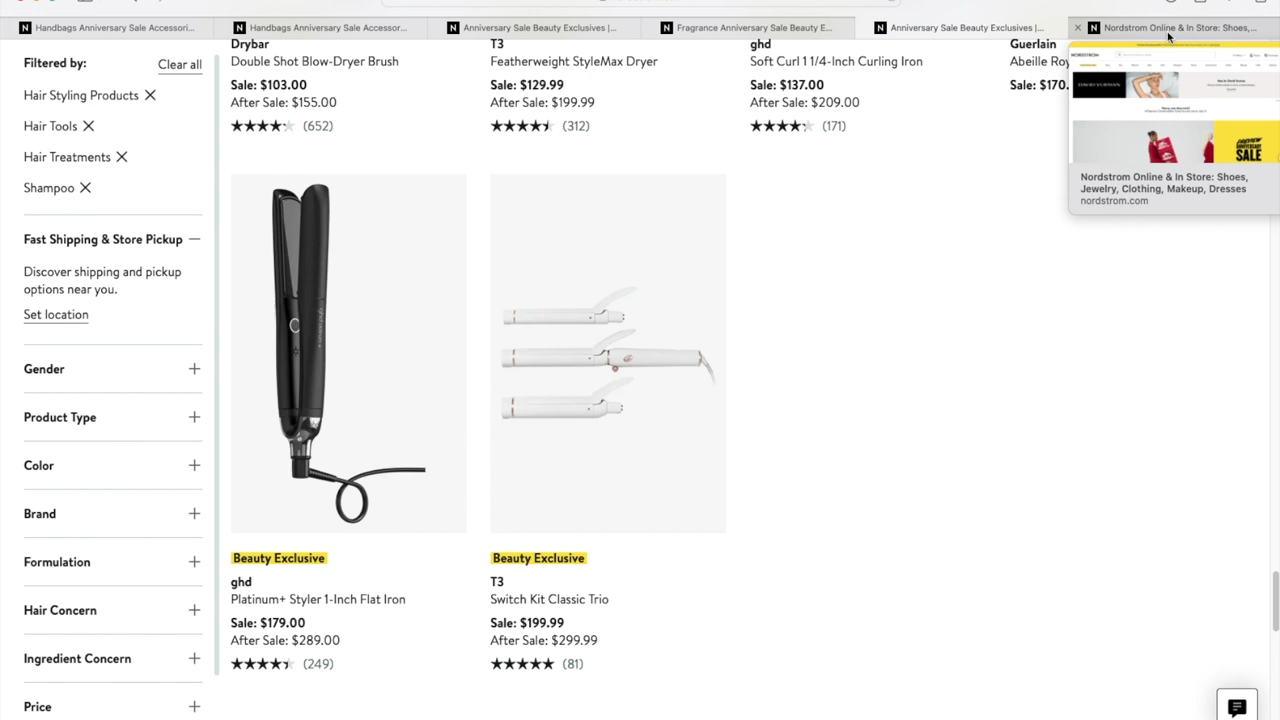 Handbags Anniversary Sale Accessori...
Handbags Anniversary Sale Accessor...
Anniversary Sale Beauty Exclusives |...
Fragrance Anniversary Sale Beauty E...
Anniversary Sale Beauty Exclusives |...
Nordstrom Online & In Store: Shoes,...
Filtered by:
Clear all
Hair Styling Products
Hair Tools
Hair Treatments
Shampoo
Fast Shipping & Store Pickup
Discover shipping and pickup
options near you.
Set location
Gender
Product Type
Color
Brand
Formulation
Hair Concern
Ingredient Concern
Price
Drybar
Double Shot Blow-Dryer Brush
Sale: $103.00
After Sale: $155.00
(652)
T3
Featherweight StyleMax Dryer
Sale: $129.99
After Sale: $199.99
(312)
ghd
Soft Curl 1 1/4-Inch Curling Iron
Sale: $137.00
After Sale: $209.00
(171)
Guerlain
Abeille Roy
Sale: $170.
NORDSTROM
DAVID YURMAN
ANNIVERSARY
SALE
Nordstrom Online & In Store: Shoes,
Jewelry, Clothing, Makeup, Dresses
nordstrom.com
Beauty Exclusive
ghd
Platinum+ Styler 1-Inch Flat Iron
Sale: $179.00
After Sale: $289.00
(249)
Beauty Exclusive
T3
Switch Kit Classic Trio
Sale: $199.99
After Sale: $299.99
(81)